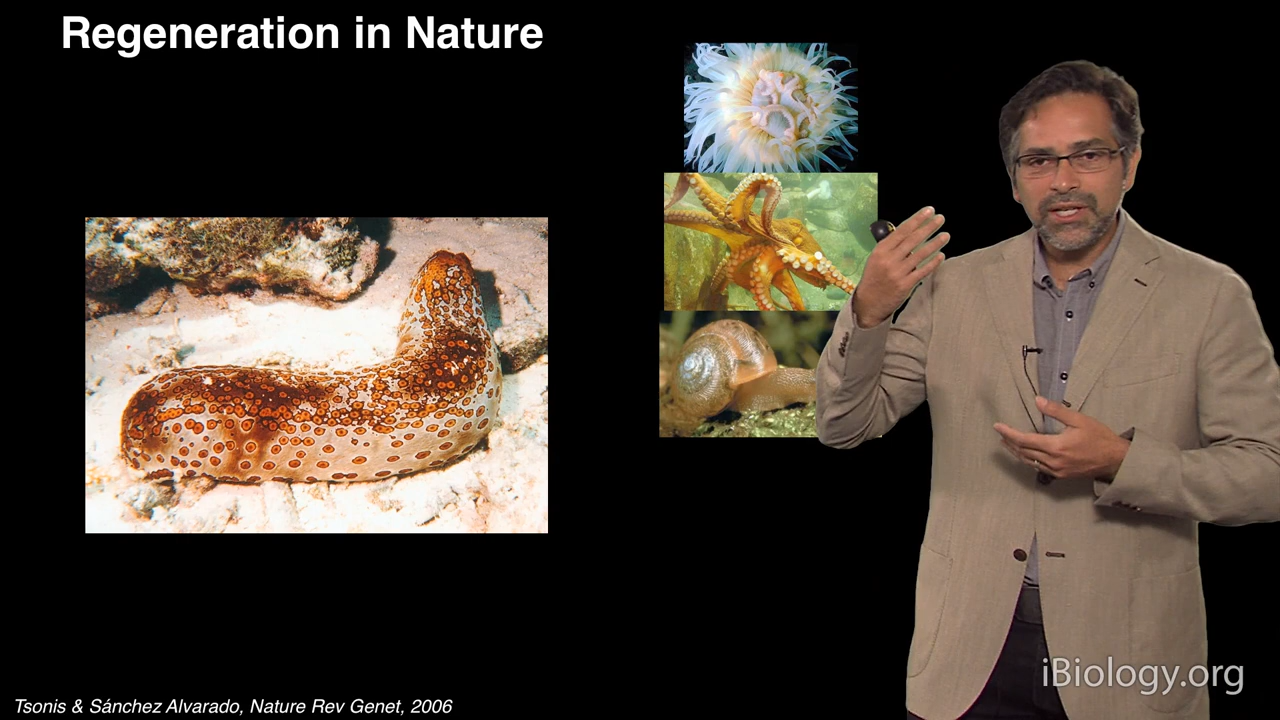 Regeneration in Nature
iBiology.org
Tsonis & Sánchez Alvarado, Nature Rev Genet, 2006